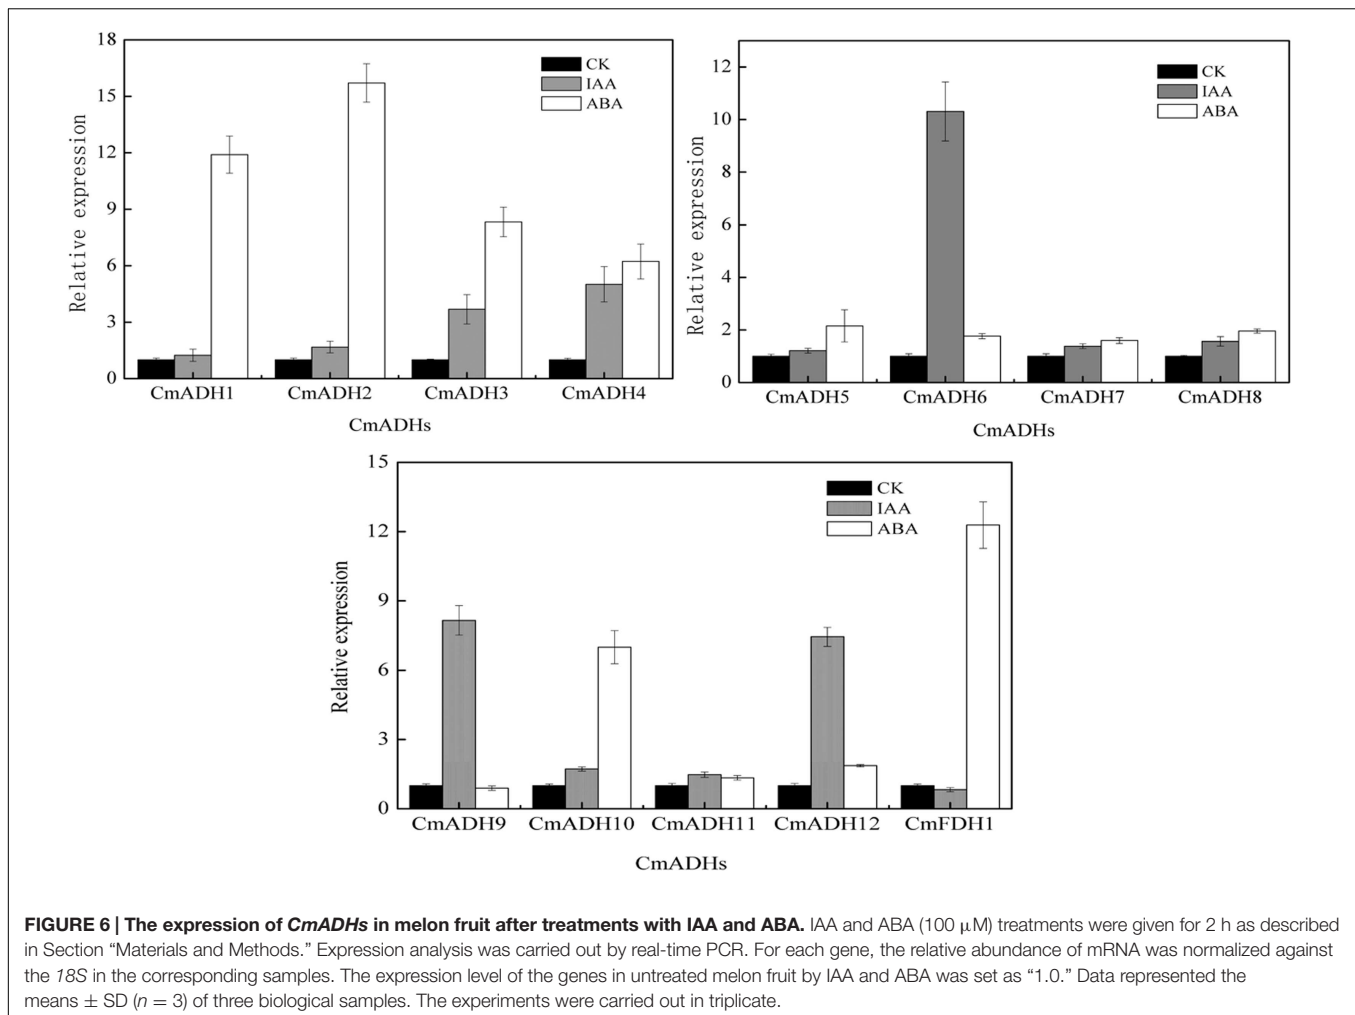 18
15
12
9
6
3
0
Relative expression
CK
IAA
ABA
CmADH1 CmADH2 CmADH3 CmADH4
CmADHs
12
10
8
6
4
2
0
Relative expression
CK
IAA
ABA
CmADH5 CmADH6 CmADH7 CmADH8
CmADHs
15
12
9
6
3
0
Relative expression
CK
IAA
ABA
CmADH9 CmADH10 CmADH11 CmADH12 CmFDH1
CmADHs
FIGURE 6 | The expression of CmADHs in melon fruit after treatments with IAA and ABA. IAA and ABA (100 μM) treatments were given for 2 h as described
in Section “Materials and Methods.” Expression analysis was carried out by real-time PCR. For each gene, the relative abundance of mRNA was normalized against
the 18S in the corresponding samples. The expression level of the genes in untreated melon fruit by IAA and ABA was set as “1.0.” Data represented the
means ± SD (n = 3) of three biological samples. The experiments were carried out in triplicate.